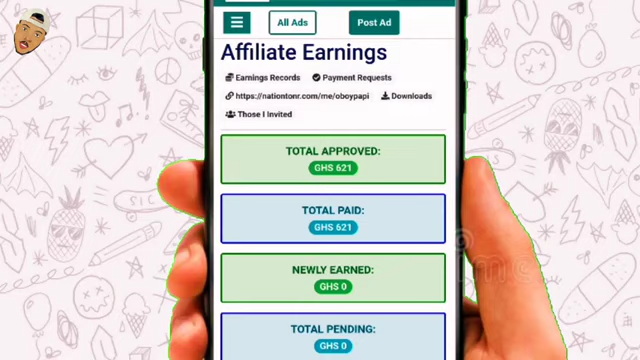 All Ads
Post Ad
Affiliate Earnings
Earnings Records Payment Requests
https://nationtonr.com/me/oboypapi Downloads
Those I Invited
TOTAL APPROVED:
GHS 621
TOTAL PAID:
GHS 621
NEWLY EARNED:
GHS 0
TOTAL PENDING:
GHS 0